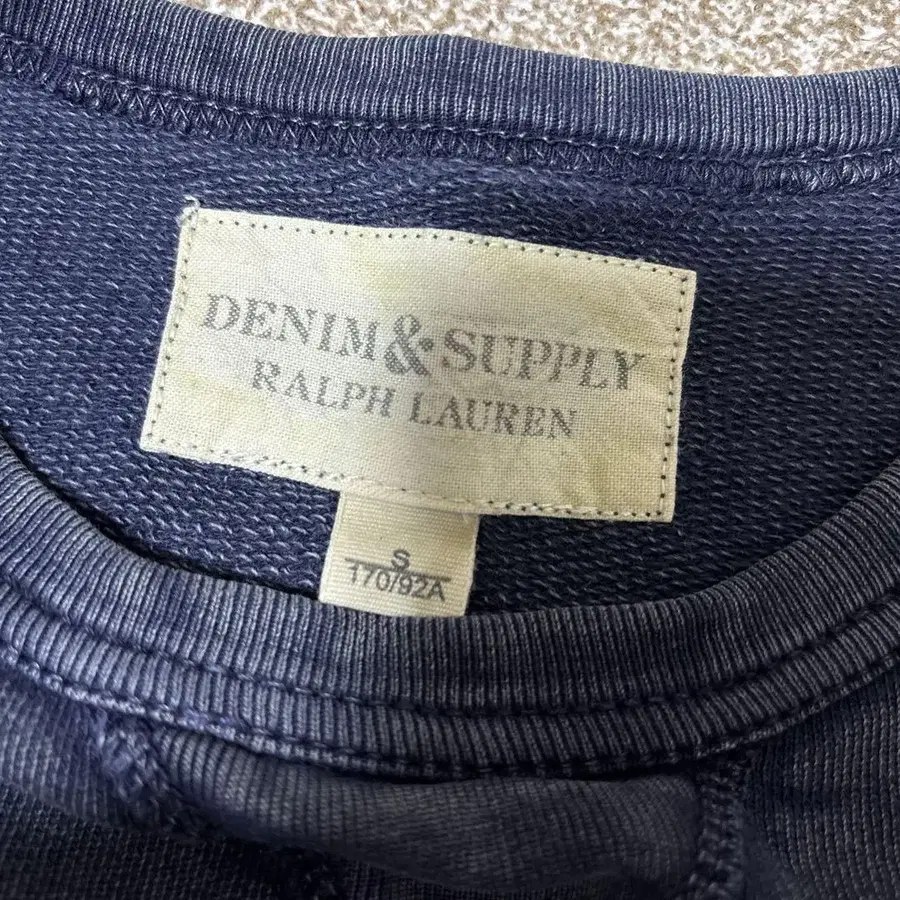 DENIM & SUPPLY
RALPH LAUREN
S
170/92A